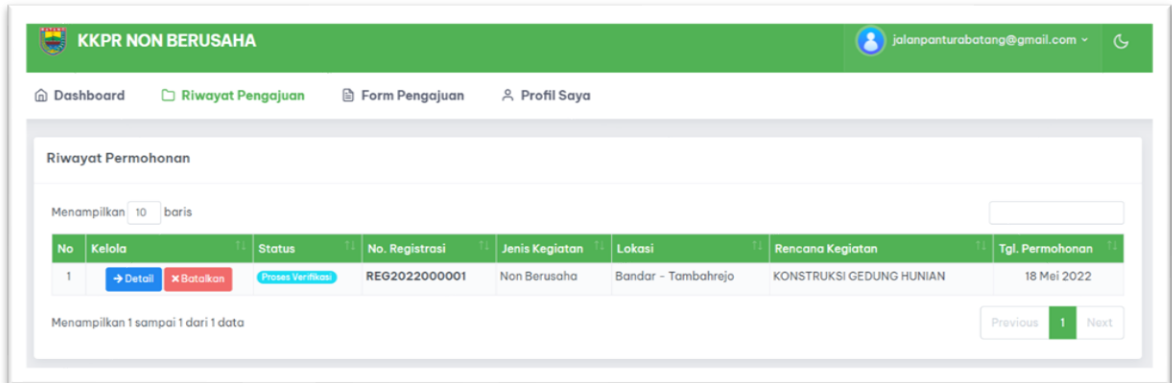 KKPR NON BERUSAHA
jalanpanturabatang@gmail.com
Dashboard Riwayat Pengajuan Form Pengajuan Profil Saya
Riwayat Permohonan
Menampilkan 10 baris
No Kelola Status No. Registrasi Jenis Kegiatan Lokasi Rencana Kegiatan Tgl. Permohonan
1 Detail Batalkan Proses Verifikasi REG2022000001 Non Berusaha Bandar - Tambahrejo KONSTRUKSI GEDUNG HUNIAN 18 Mei 2022
Menampilkan 1 sampai 1 dari 1 data
Previous 1 Next